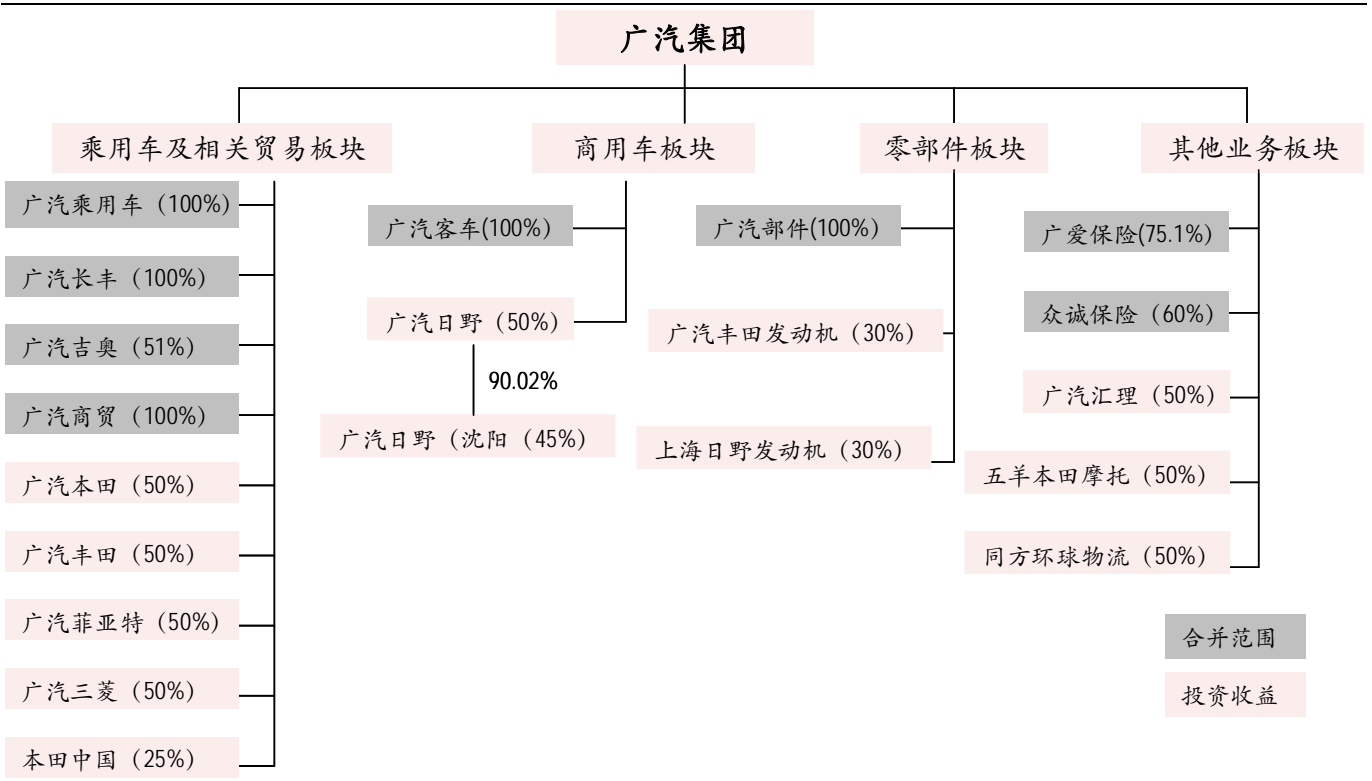 广汽集团
乘用车及相关贸易板块
商用车板块
零部件板块
其他业务板块
广汽乘用车（100%）
广汽长丰（100%）
广汽吉奥（51%）
广汽商贸（100%）
广汽本田（50%）
广汽丰田（50%）
广汽菲亚特（50%）
广汽三菱（50%）
本田中国（25%）
广汽客车(100%)
广汽日野（50%）
90.02%
广汽日野（沈阳（45%）
广汽部件(100%)
广汽丰田发动机（30%）
上海日野发动机（30%）
广爱保险(75.1%)
众诚保险（60%）
广汽汇理（50%）
五羊本田摩托（50%）
同方环球物流（50%）
合并范围
投资收益